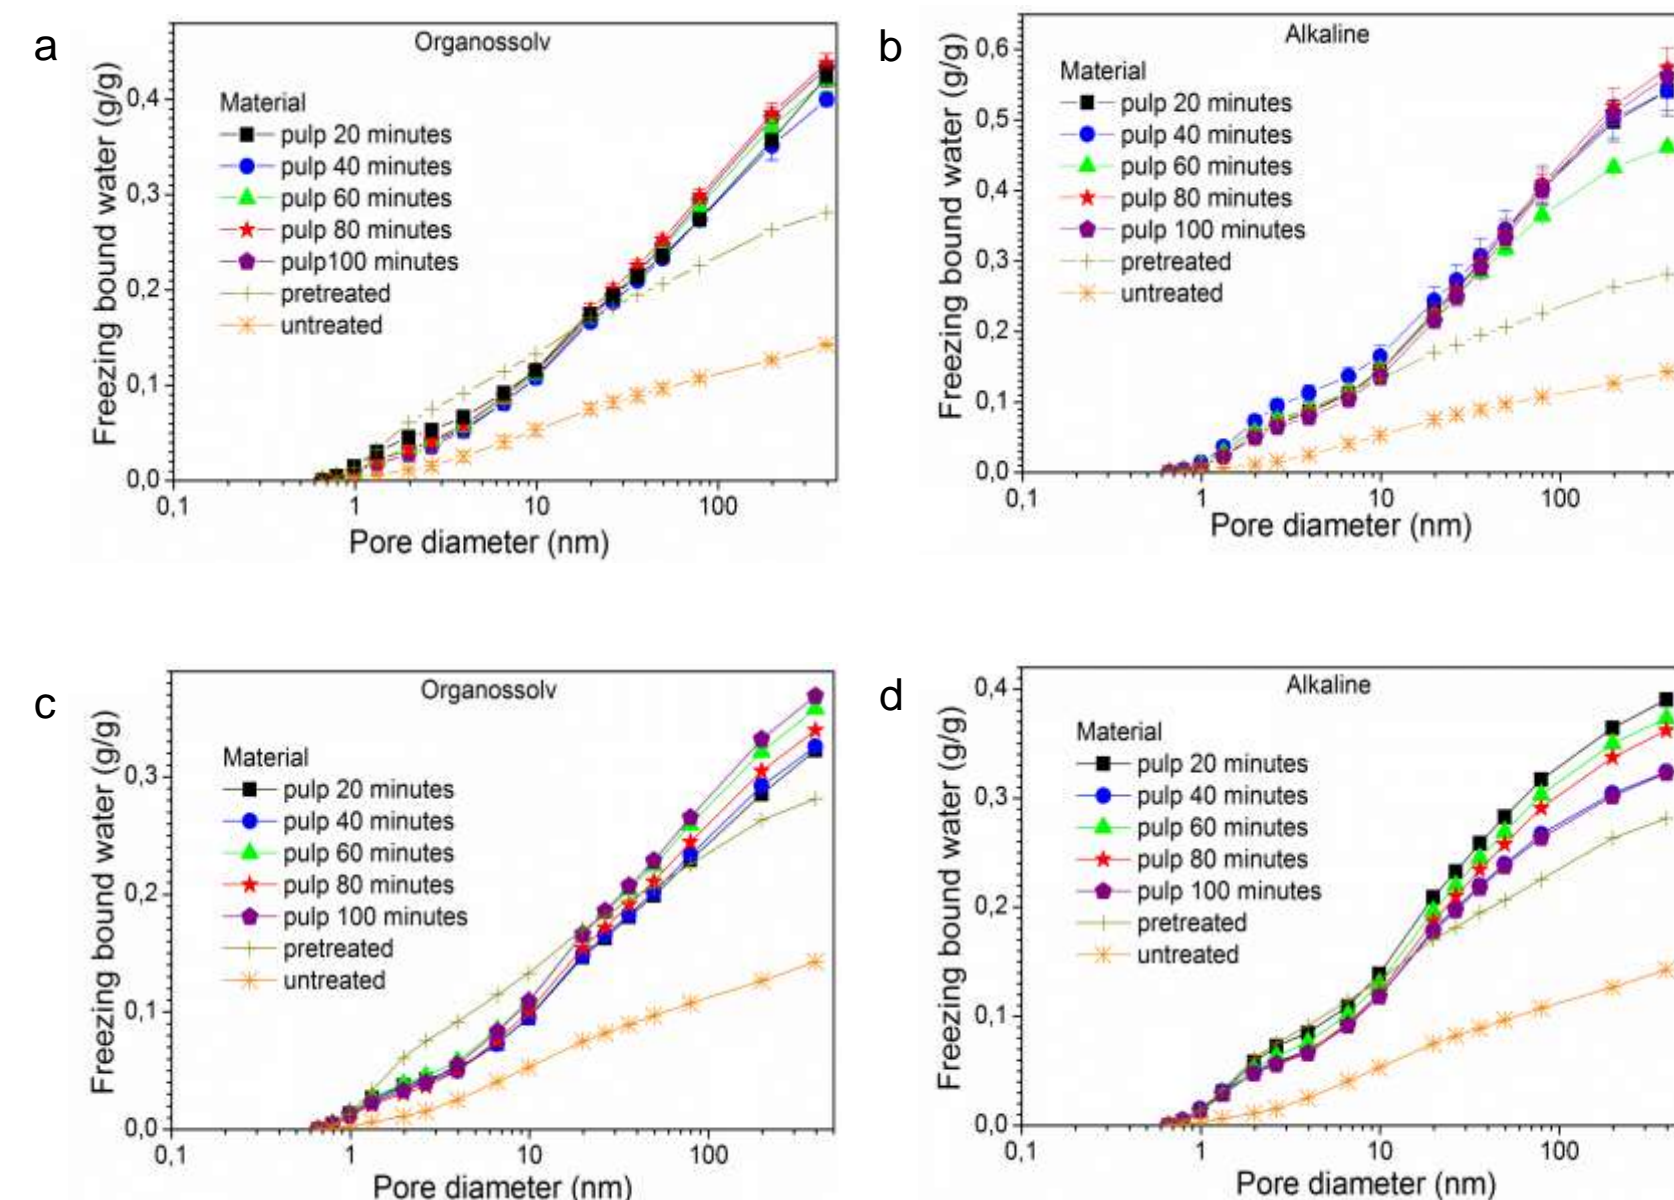 a
Organossolv
Freezing bound water (g/g)
0,4
0,3
0,2
0,1
0,0
Material
pulp 20 minutes
pulp 40 minutes
pulp 60 minutes
pulp 80 minutes
pulp100 minutes
pretreated
untreated
0,1 1 10 100
Pore diameter (nm)
b
Alkaline
Freezing bound water (g/g)
0,6
0,5
0,4
0,3
0,2
0,1
0,0
Material
pulp 20 minutes
pulp 40 minutes
pulp 60 minutes
pulp 80 minutes
pulp 100 minutes
pretreated
untreated
0,1 1 10 100
Pore diameter (nm)
c
Organossolv
Freezing bound water (g/g)
0,3
0,2
0,1
0,0
Material
pulp 20 minutes
pulp 40 minutes
pulp 60 minutes
pulp 80 minutes
pulp 100 minutes
pretreated
untreated
0,1 1 10 100
Pore diameter (nm)
d
Alkaline
Freezing bound water (g/g)
0,4
0,3
0,2
0,1
0,0
Material
pulp 20 minutes
pulp 40 minutes
pulp 60 minutes
pulp 80 minutes
pulp 100 minutes
pretreated
untreated
0,1 1 10 100
Pore diameter (nm)